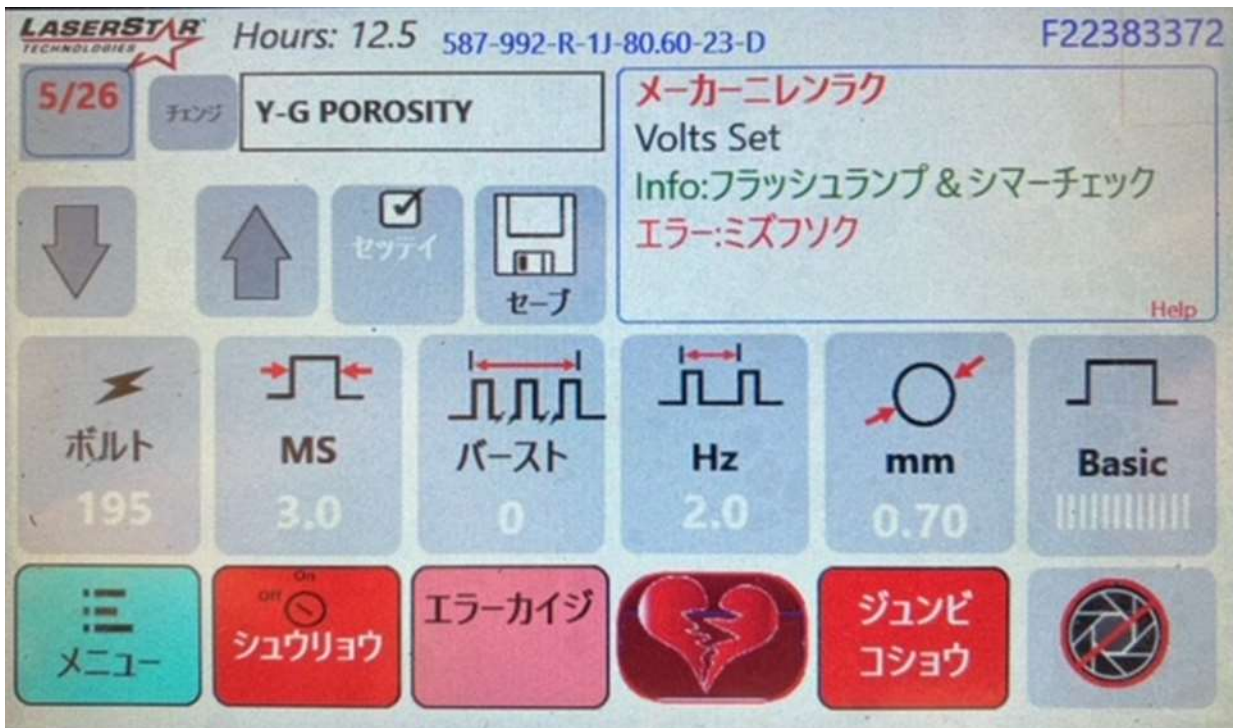 LASERSTAR
TECHNOLOGIES
Hours: 12.5
587-992-R-1J-80.60-23-D
F22383372
5/26
チェンジ
Y-G POROSITY
メーカーニレンラク
Volts Set
Info:フラッシュランプ&シマーチェック
エラー:ミズフソク
Help
セッテイ
セーブ
ボルト
195
MS
3.0
バースト
0
Hz
2.0
mm
0.70
Basic
メニュー
On
Off
シュウリョウ
エラーカイジ
ジュンビ
コショウ